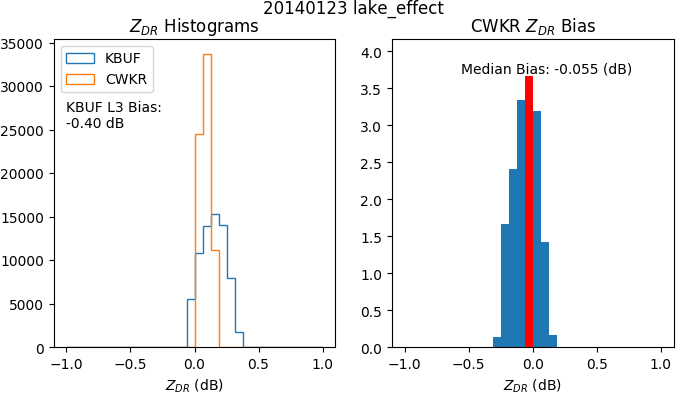 20140123 lake_effect
Z_DR Histograms
KBUF
CWKR
KBUF L3 Bias:
-0.40 dB
35000
30000
25000
20000
15000
10000
5000
0
−1.0 −0.5 0.0 0.5 1.0
Z_DR (dB)
CWKR Z_DR Bias
Median Bias: -0.055 (dB)
4.0
3.5
3.0
2.5
2.0
1.5
1.0
0.5
0.0
−1.0 −0.5 0.0 0.5 1.0
Z_DR (dB)